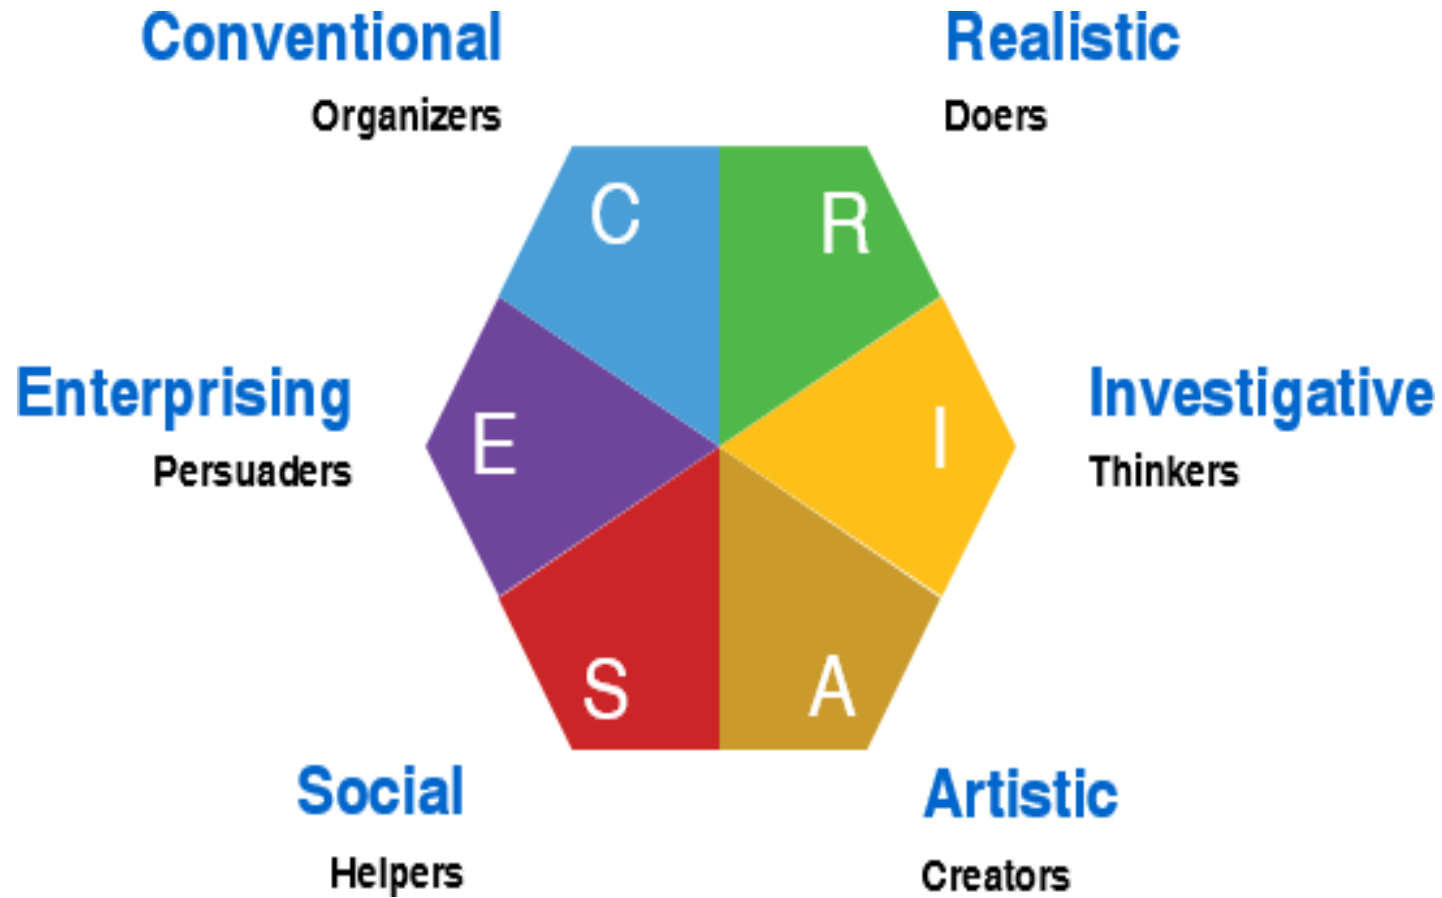 Conventional
Organizers
Realistic
Doers
C
R
Enterprising
Persuaders
E
I
Investigative
Thinkers
S
A
Social
Helpers
Artistic
Creators